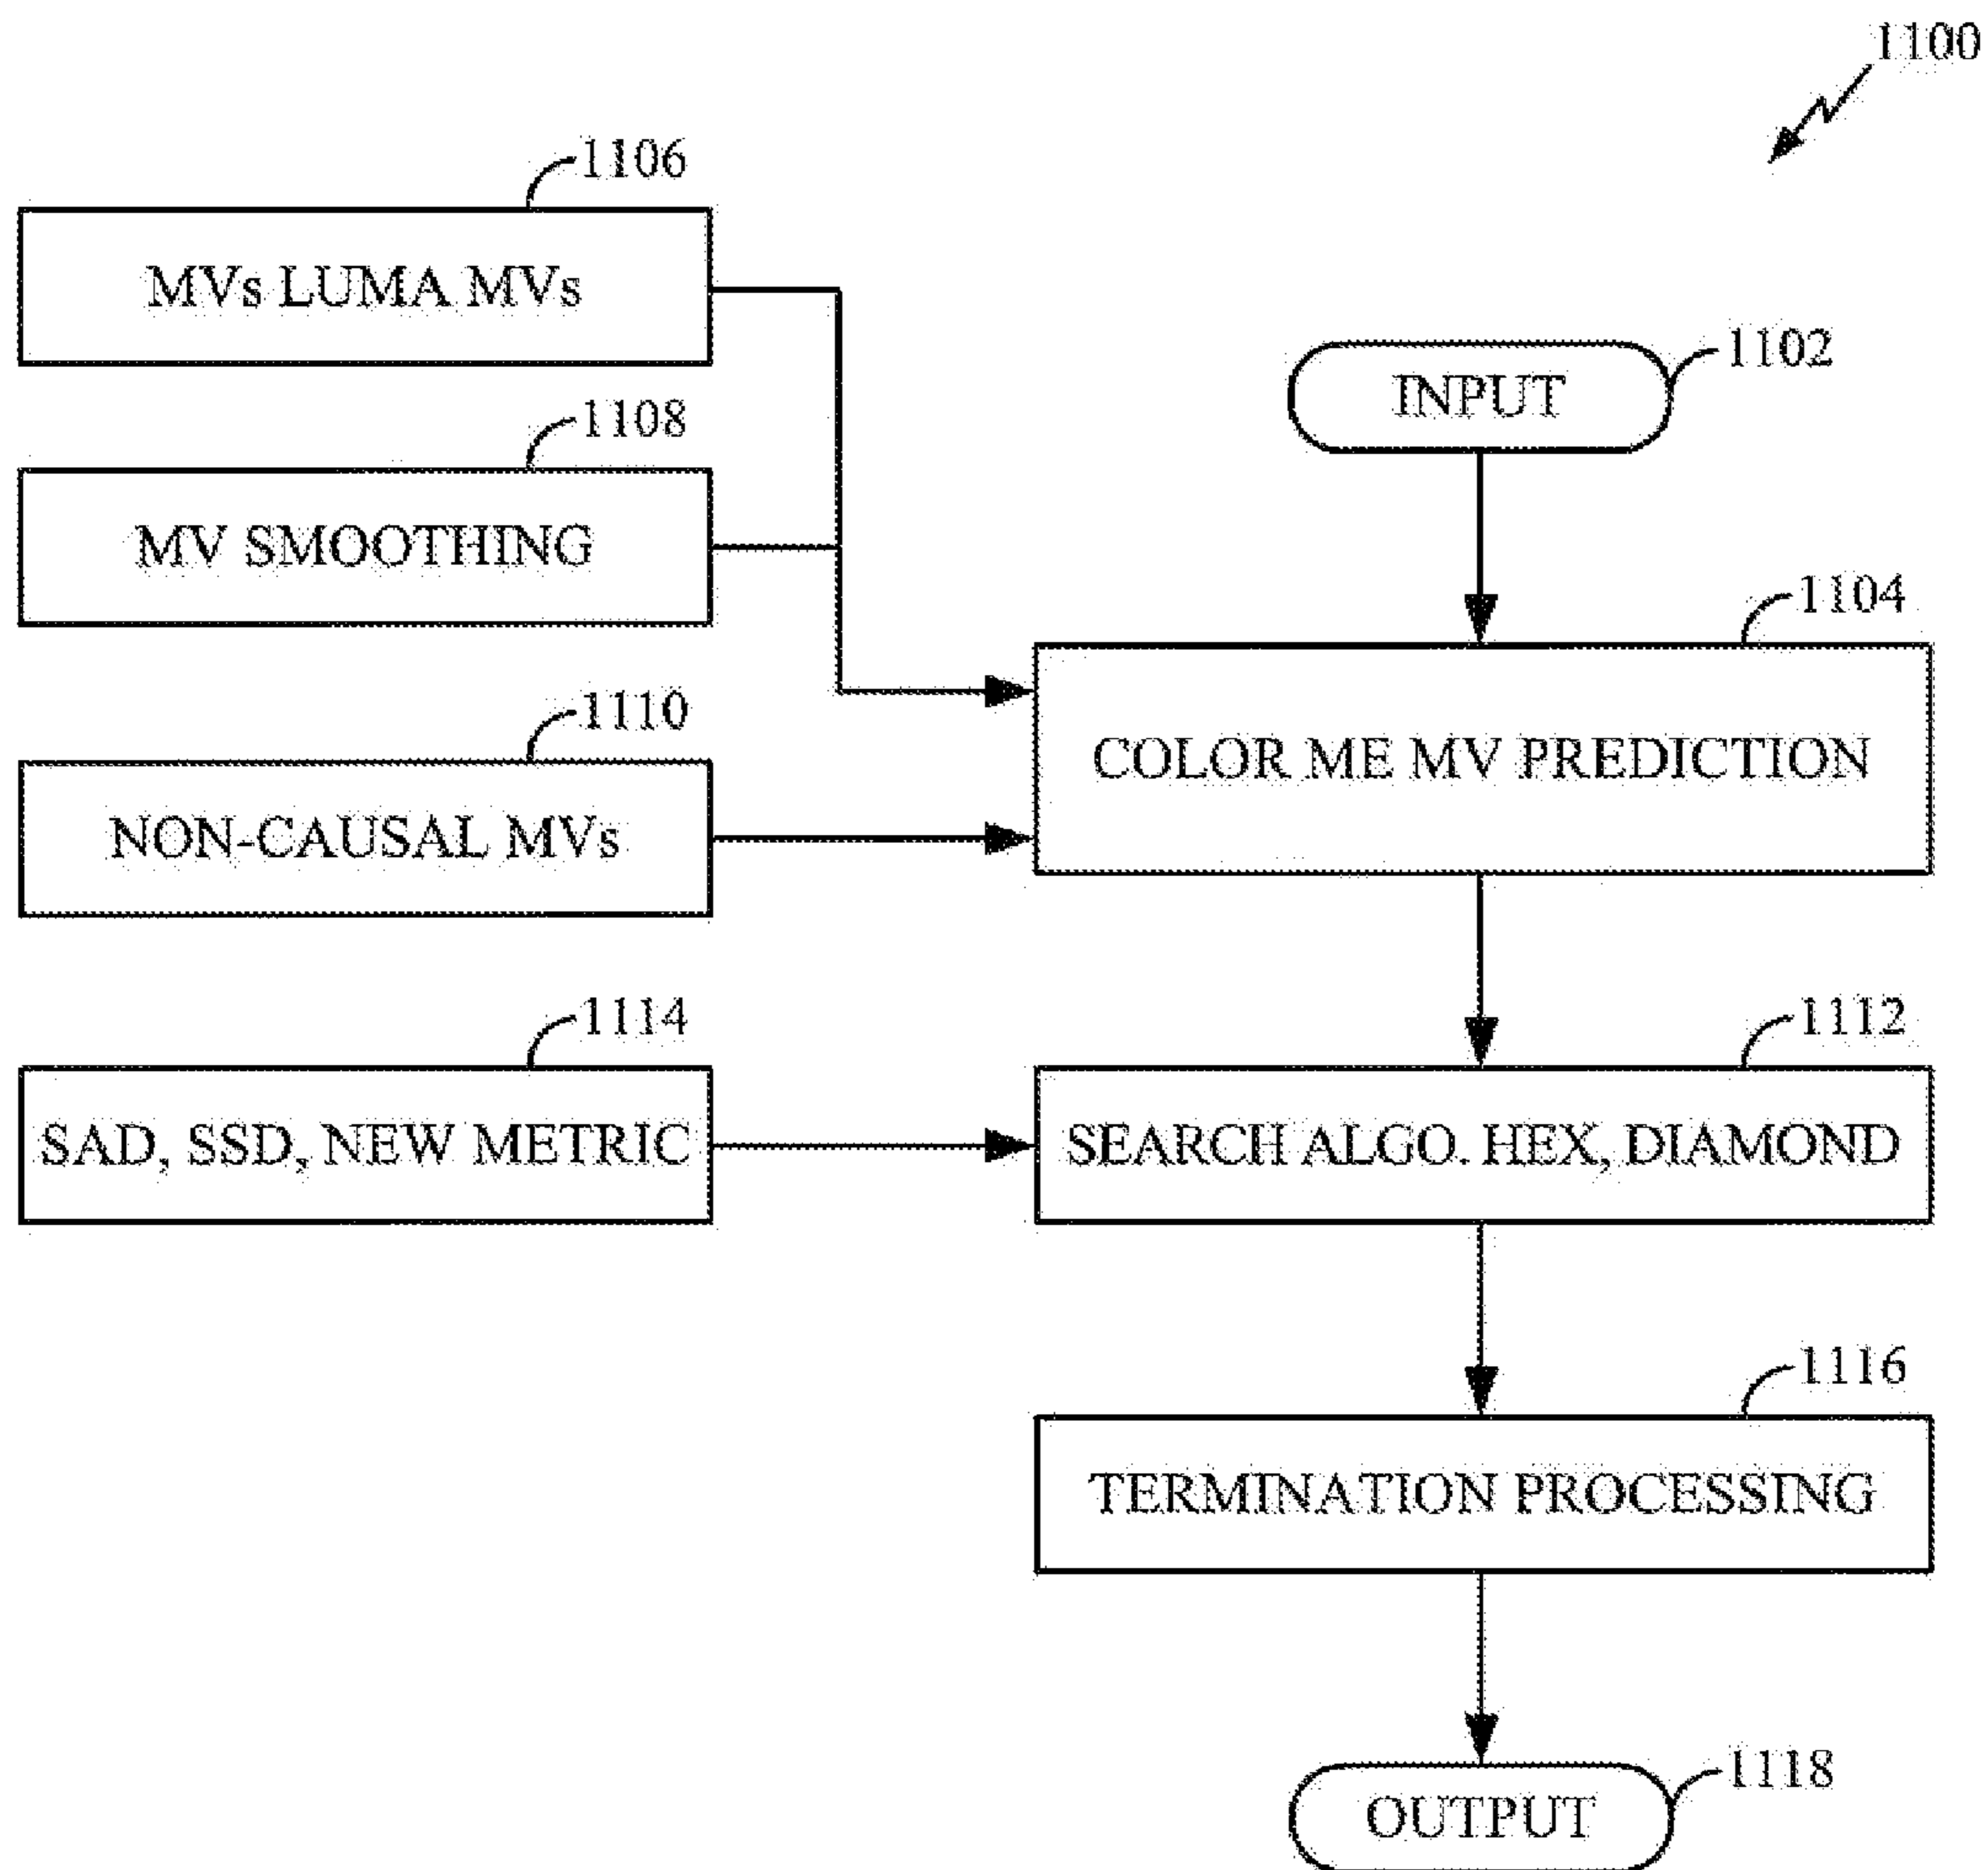 1100
1106
MVs LUMA MVs
1102
INPUT
1108
MV SMOOTHING
1104
COLOR ME MV PREDICTION
1110
NON-CAUSAL MVs
1114
SAD, SSD, NEW METRIC
1112
SEARCH ALGO. HEX, DIAMOND
1116
TERMINATION PROCESSING
1118
OUTPUT